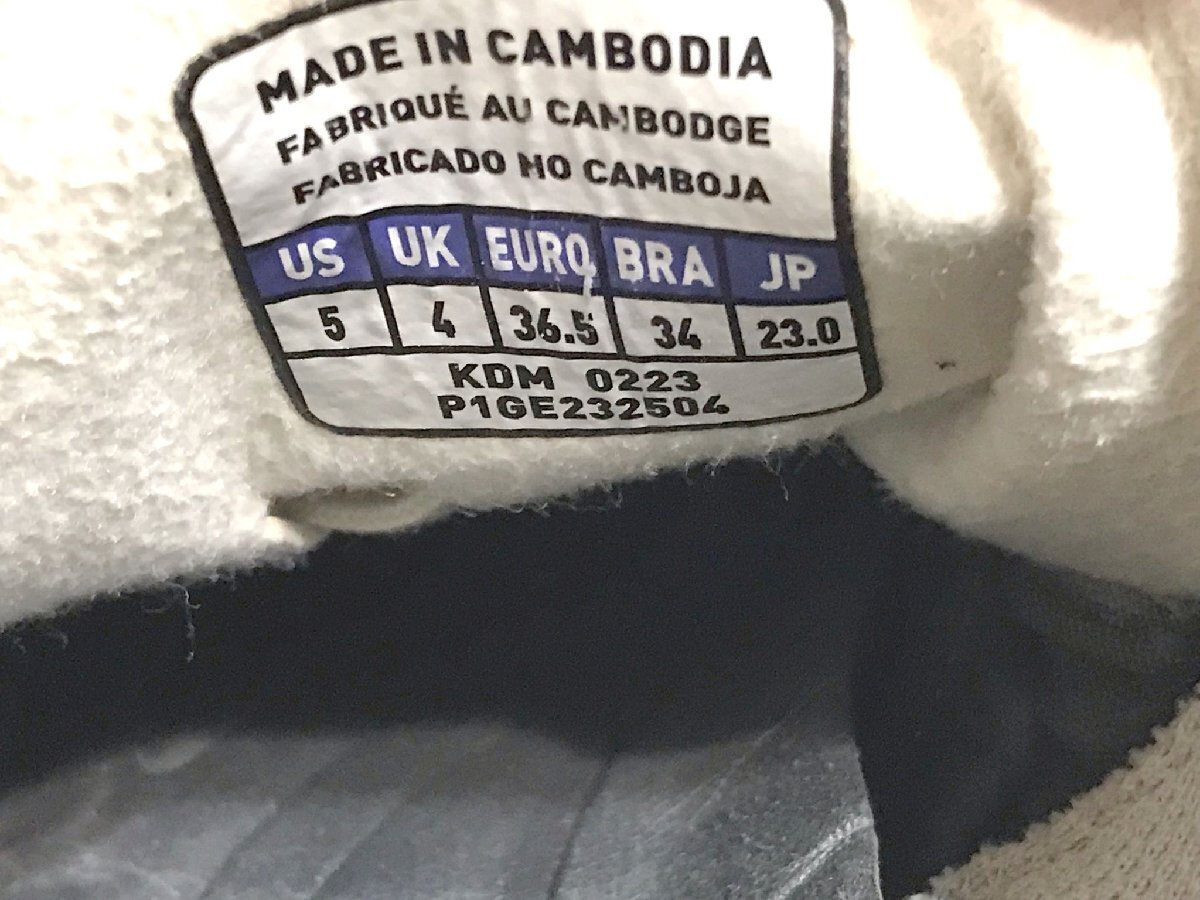 MADE IN CAMBODIA
FABRIQUÉ AU CAMBODGE
FABRICADO NO CAMBOJA
US UK EURO BRA JP
5 4 36.5 34 23.0
KDM 0223
P1GE232504